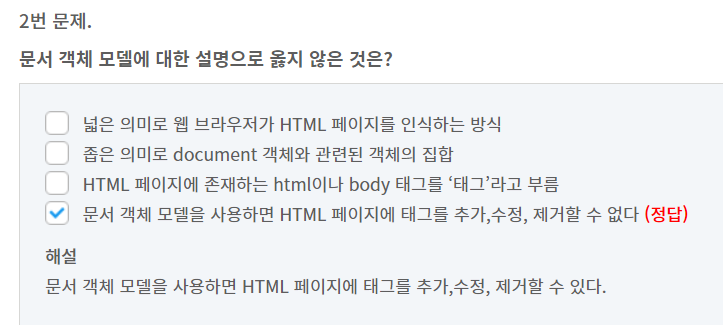 2번 문제.
문서 객체 모델에 대한 설명으로 옳지 않은 것은?
넓은 의미로 웹 브라우저가 HTML 페이지를 인식하는 방식
좁은 의미로 document 객체와 관련된 객체의 집합
HTML 페이지에 존재하는 html이나 body 태그를 ‘태그’라고 부름
문서 객체 모델을 사용하면 HTML 페이지에 태그를 추가,수정, 제거할 수 없다 (정답)
해설
문서 객체 모델을 사용하면 HTML 페이지에 태그를 추가,수정, 제거할 수 있다.